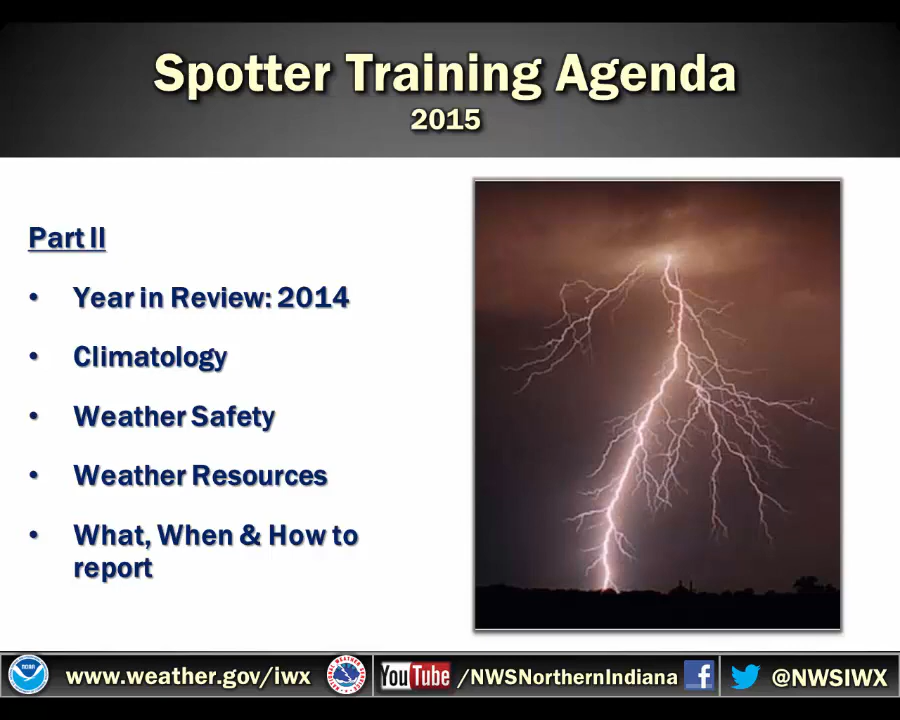 Spotter Training Agenda
2015
Part II
• Year in Review: 2014
• Climatology
• Weather Safety
• Weather Resources
• What, When & How to
report
www.weather.gov/iwx
YouTube /NWSNorthernIndiana f
@NWSIWX